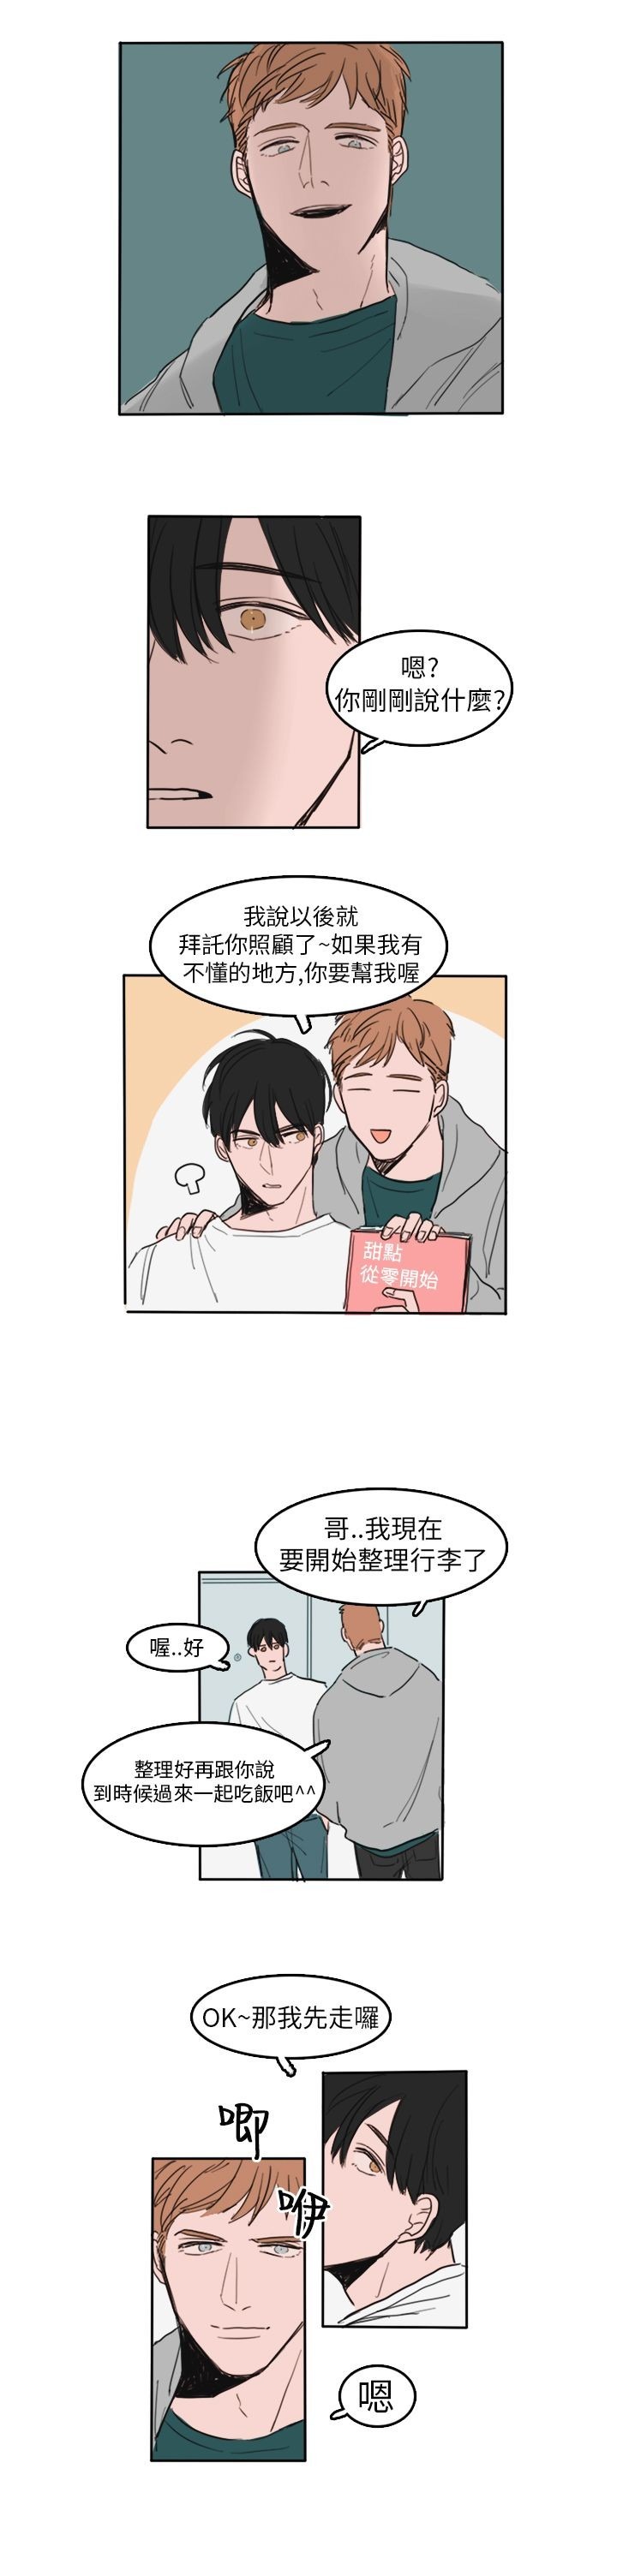 嗯?
你剛剛說什麼?
我說以後就
拜託你照顧了~如果我有
不懂的地方,你要幫我喔
甜點
從零開始
哥..我現在
要開始整理行李了
喔..好
整理好再跟你說
到時候過來一起吃飯吧^^
OK~那我先走囉
唧
咿
嗯